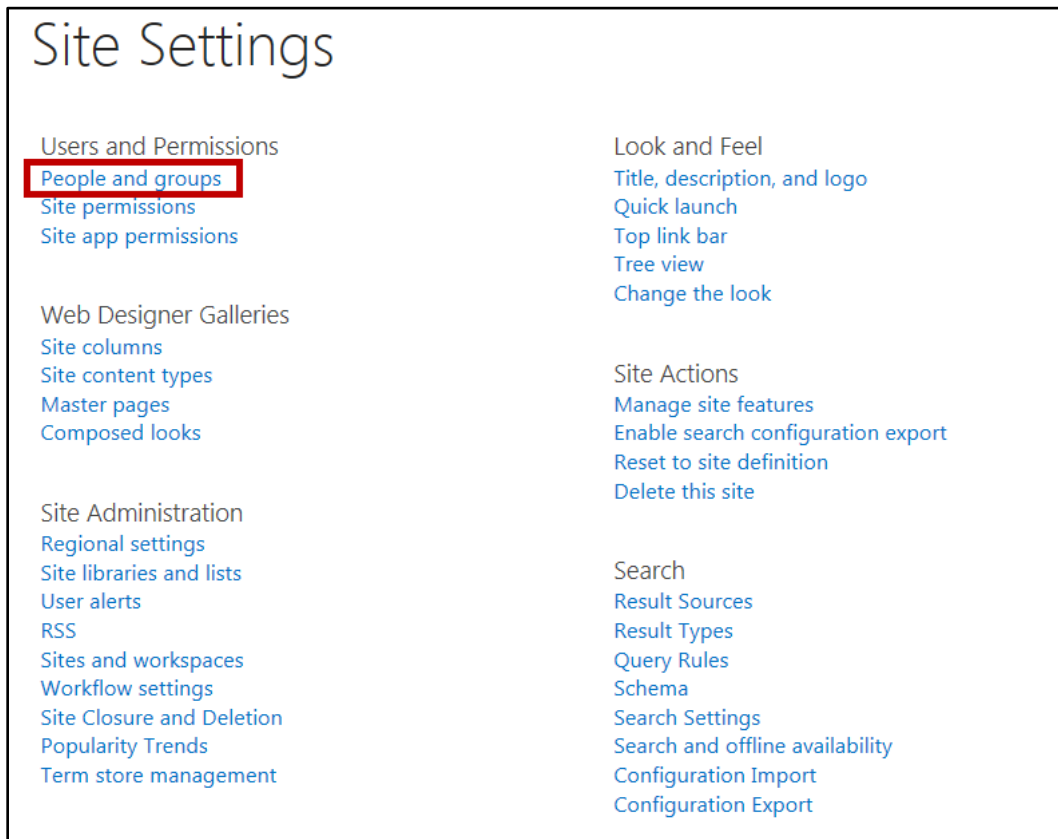 Site Settings
Users and Permissions
People and groups
Site permissions
Site app permissions
Web Designer Galleries
Site columns
Site content types
Master pages
Composed looks
Site Administration
Regional settings
Site libraries and lists
User alerts
RSS
Sites and workspaces
Workflow settings
Site Closure and Deletion
Popularity Trends
Term store management
Look and Feel
Title, description, and logo
Quick launch
Top link bar
Tree view
Change the look
Site Actions
Manage site features
Enable search configuration export
Reset to site definition
Delete this site
Search
Result Sources
Result Types
Query Rules
Schema
Search Settings
Search and offline availability
Configuration Import
Configuration Export